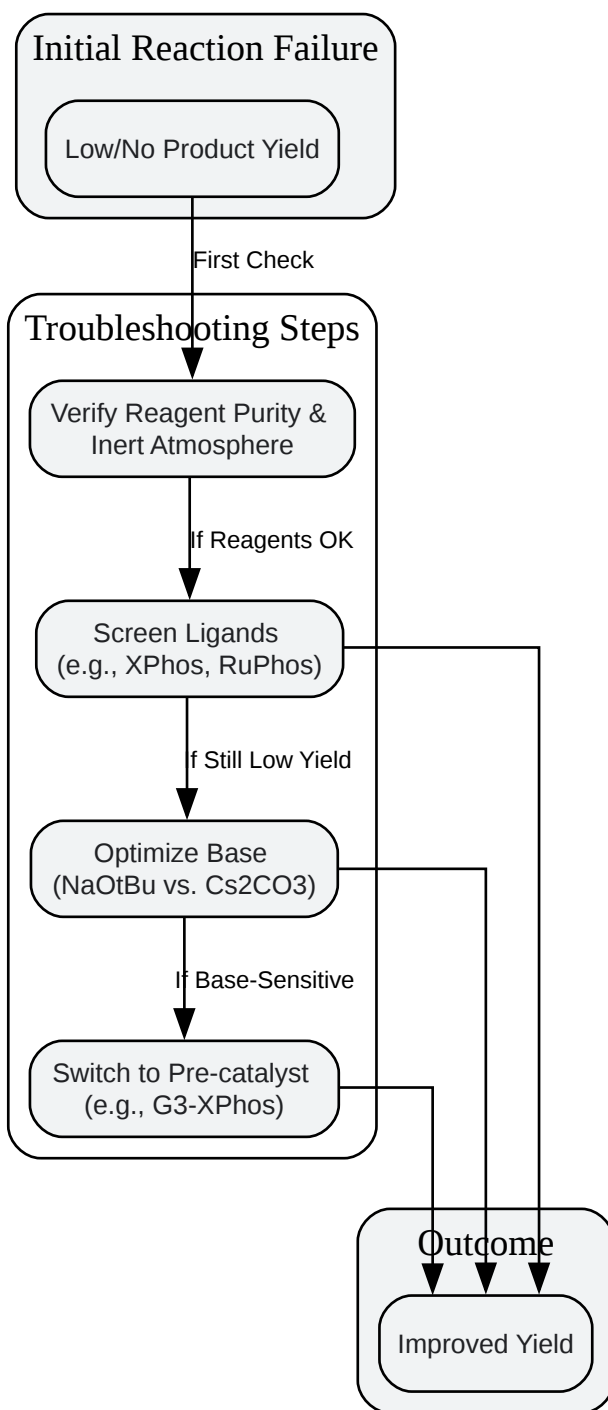 Initial Reaction Failure
Low/No Product Yield
First Check
Troubleshooting Steps
Verify Reagent Purity &
Inert Atmosphere
If Reagents OK
Screen Ligands
(e.g., XPhos, RuPhos)
If Still Low Yield
Optimize Base
(NaOtBu vs. Cs2CO3)
If Base-Sensitive
Switch to Pre-catalyst
(e.g., G3-XPhos)
Outcome
Improved Yield